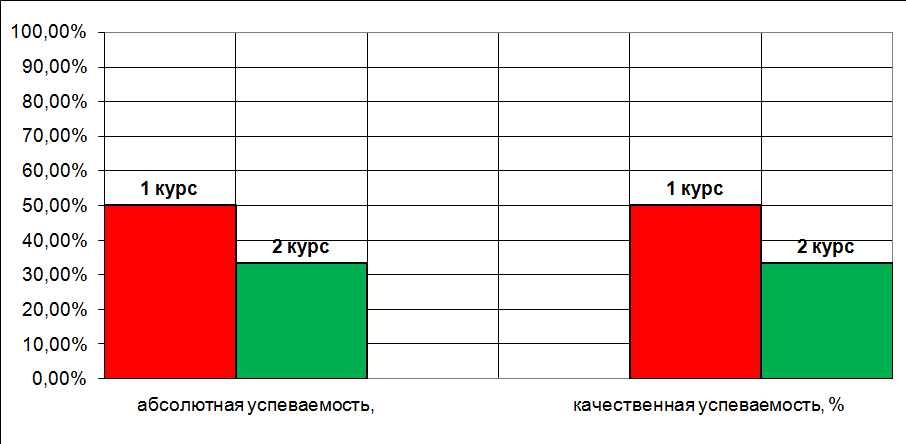 100,00%
90,00%
80,00%
70,00%
60,00%
50,00%
40,00%
30,00%
20,00%
10,00%
0,00%
1 курс
2 курс
1 курс
2 курс
абсолютная успеваемость,
качественная успеваемость, %